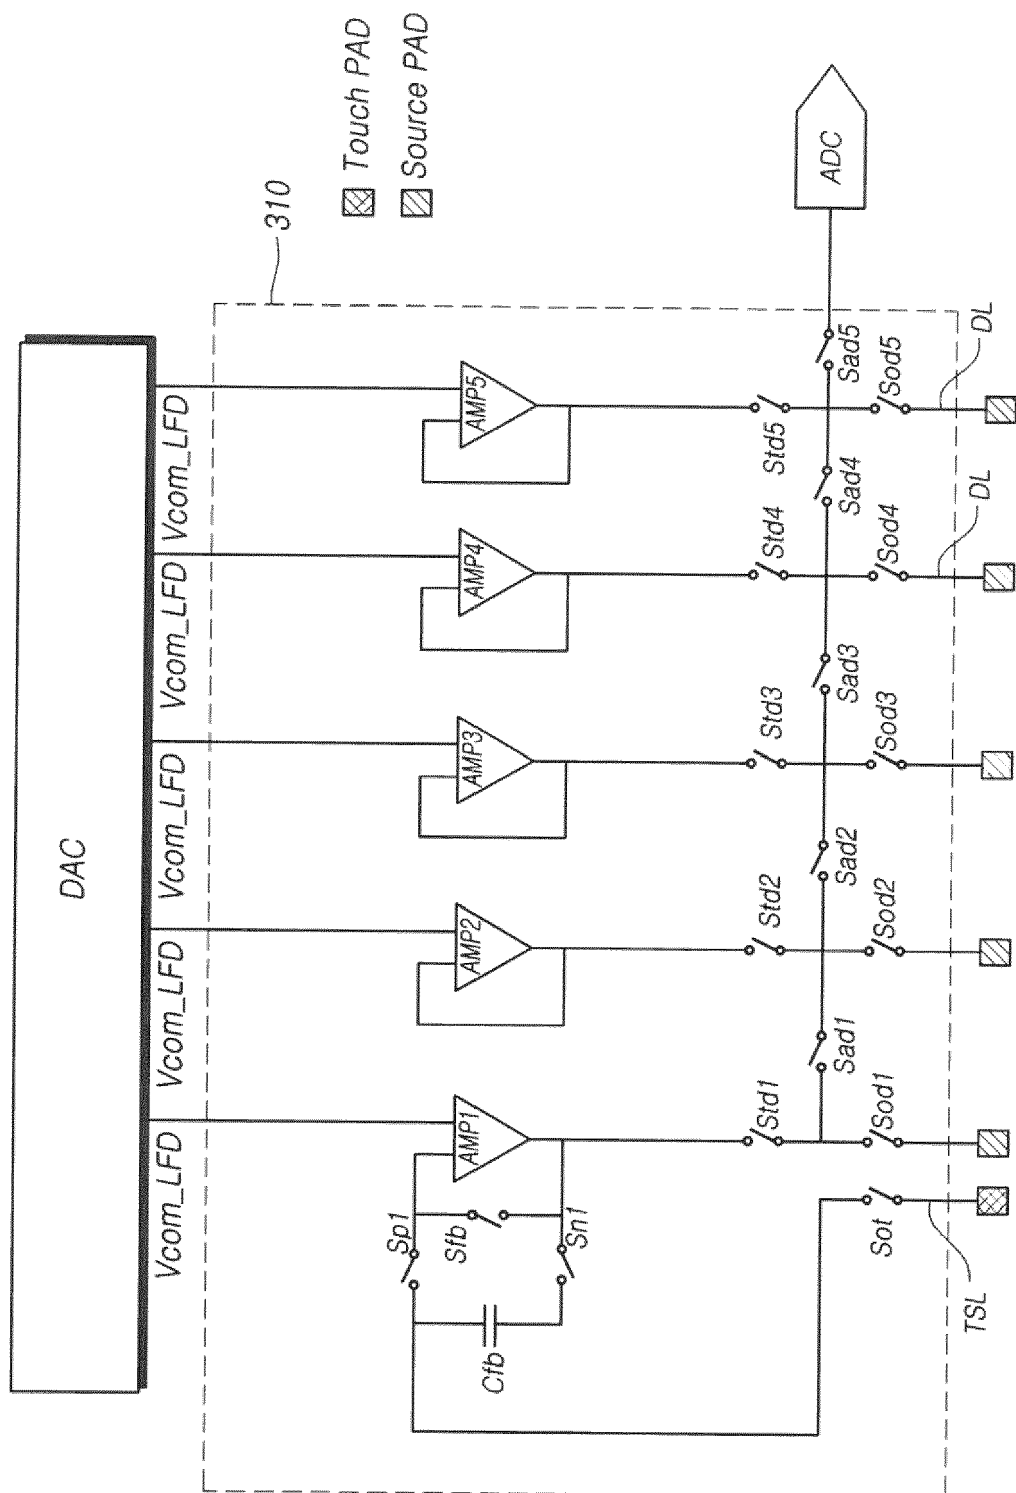 DAC
Vcom_LFD
Vcom_LFD
Vcom_LFD
Vcom_LFD
Vcom_LFD
310
Touch PAD
Source PAD
AMP1
AMP2
AMP3
AMP4
AMP5
Sp1
Sfb
Sn1
Cfb
Std1
Std2
Std3
Std4
Std5
Sad1
Sad2
Sad3
Sad4
Sad5
ADC
Sot
Sod1
Sod2
Sod3
Sod4
Sod5
TSL
DL
DL